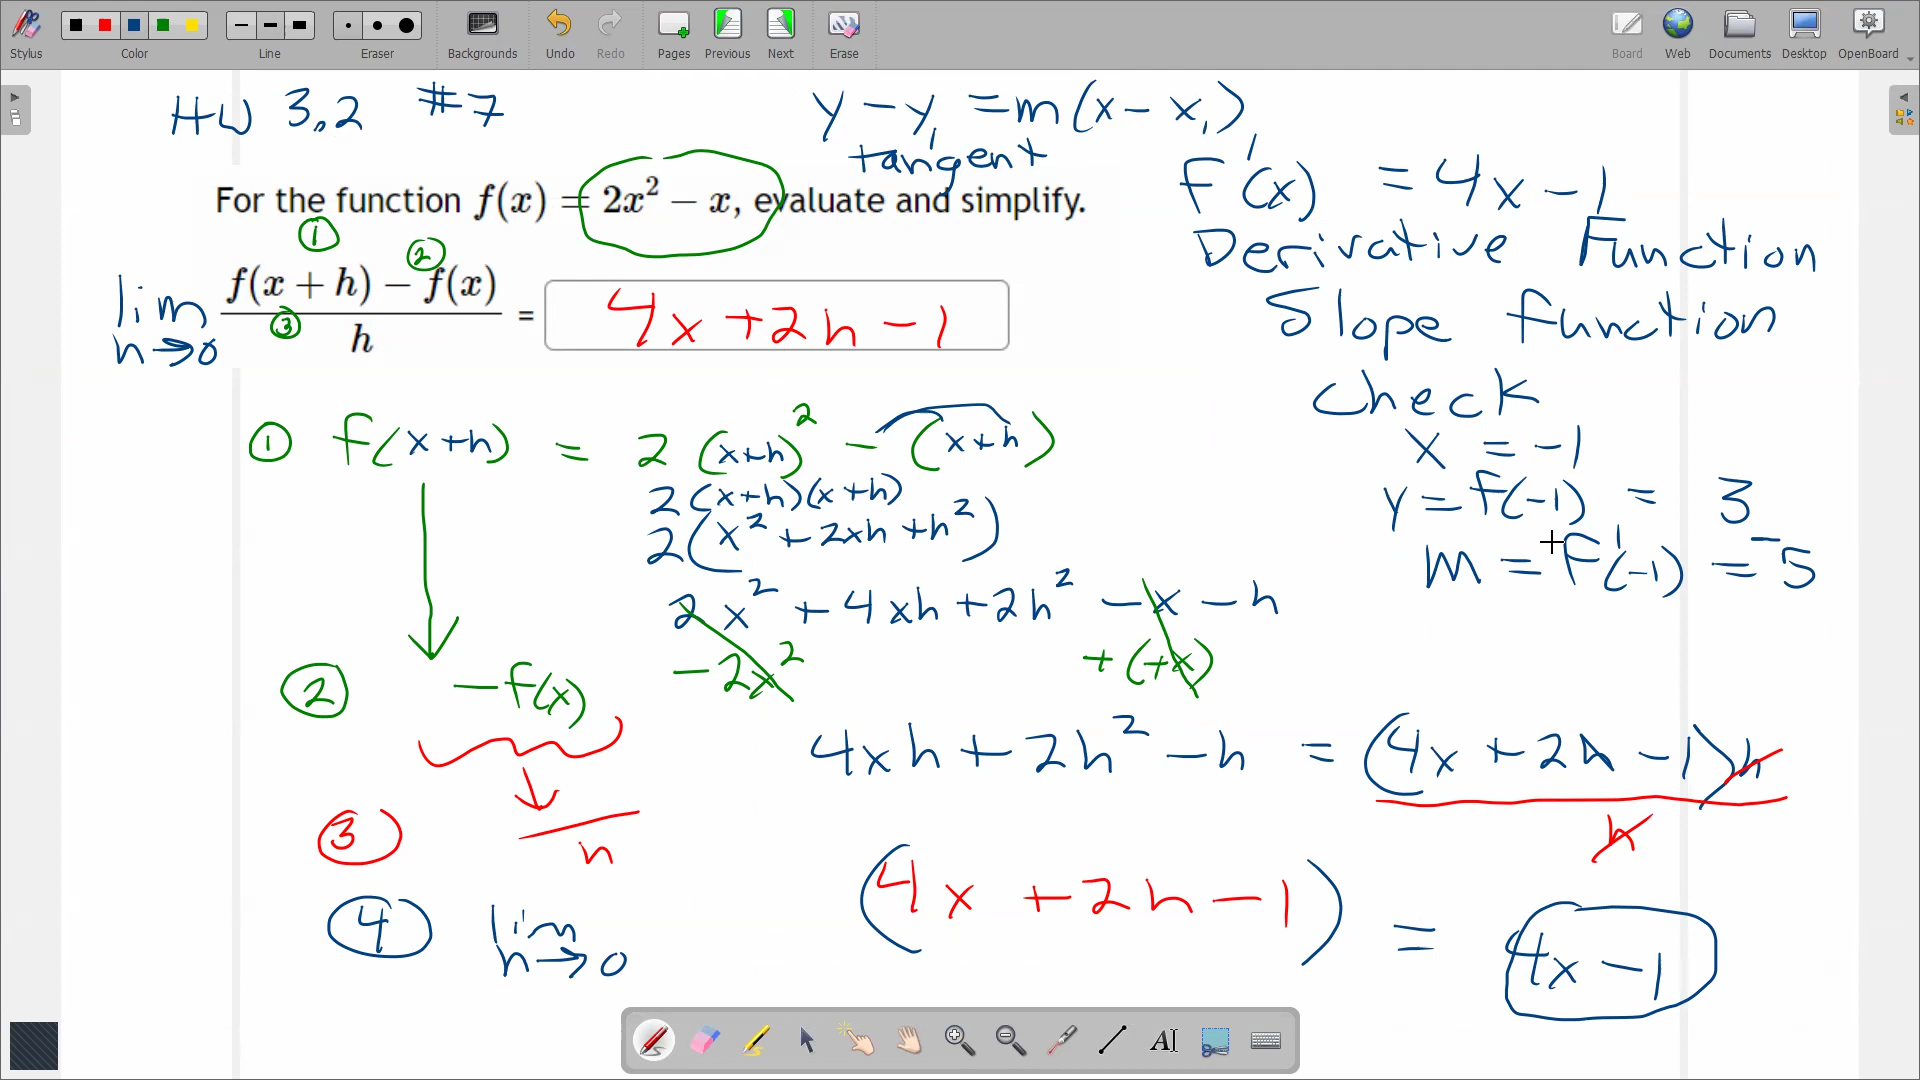 Stylus Color Line Eraser Backgrounds Undo Redo Pages Previous Next Erase Board Web Documents Desktop OpenBoard
HW 3.2 #7
y - y₁ = m(x - x₁)
tangent
For the function f(x) = 2x² − x, evaluate and simplify.
① ②
lim h→0 (f(x + h) − f(x)) / h = 4x + 2h - 1
③
f'(x) = 4x - 1
Derivative Function
Slope function
check
x = -1
y = f(-1) = 3
m = f'(-1) = -5
① f(x+h) = 2(x+h)² - (x+h)
2(x+h)(x+h)
2(x² + 2xh + h²)
2x² + 4xh + 2h² - x - h
② -f(x) -2x² + (+x)
4xh + 2h² - h = (4x + 2h - 1)h
h
③ h
④ lim h→0 (4x + 2h - 1) = 4x - 1